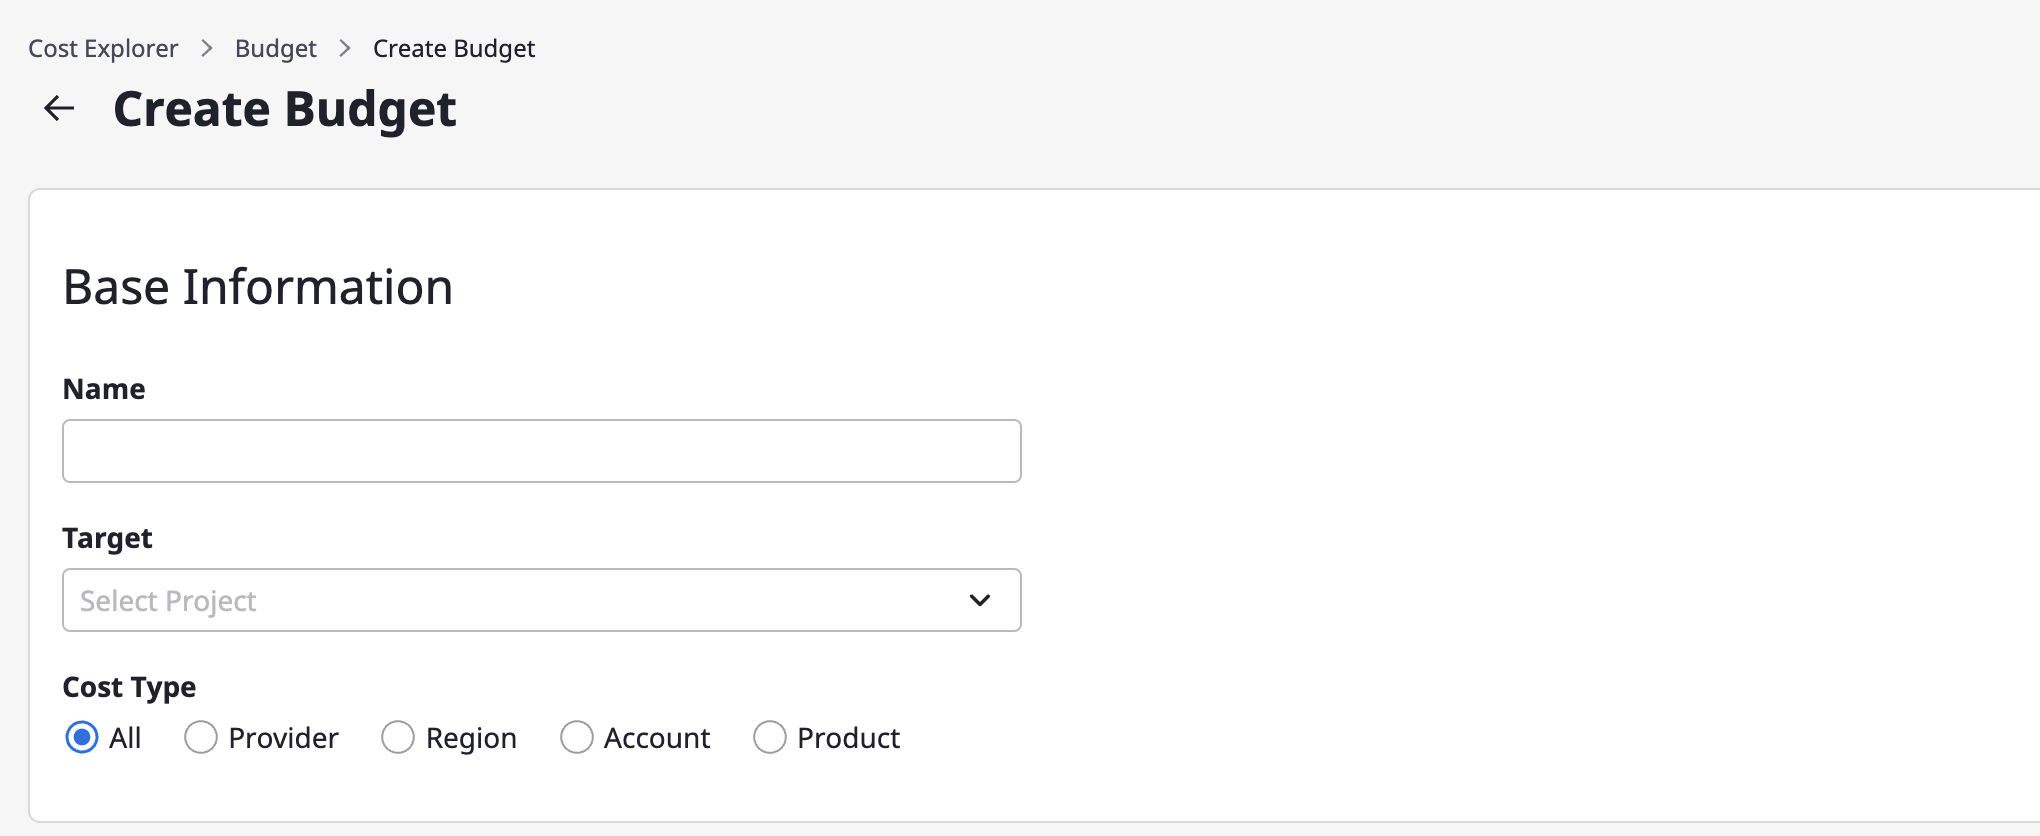 Cost Explorer > Budget > Create Budget
← Create Budget
Base Information
Name
Target
Select Project
Cost Type
All Provider Region Account Product